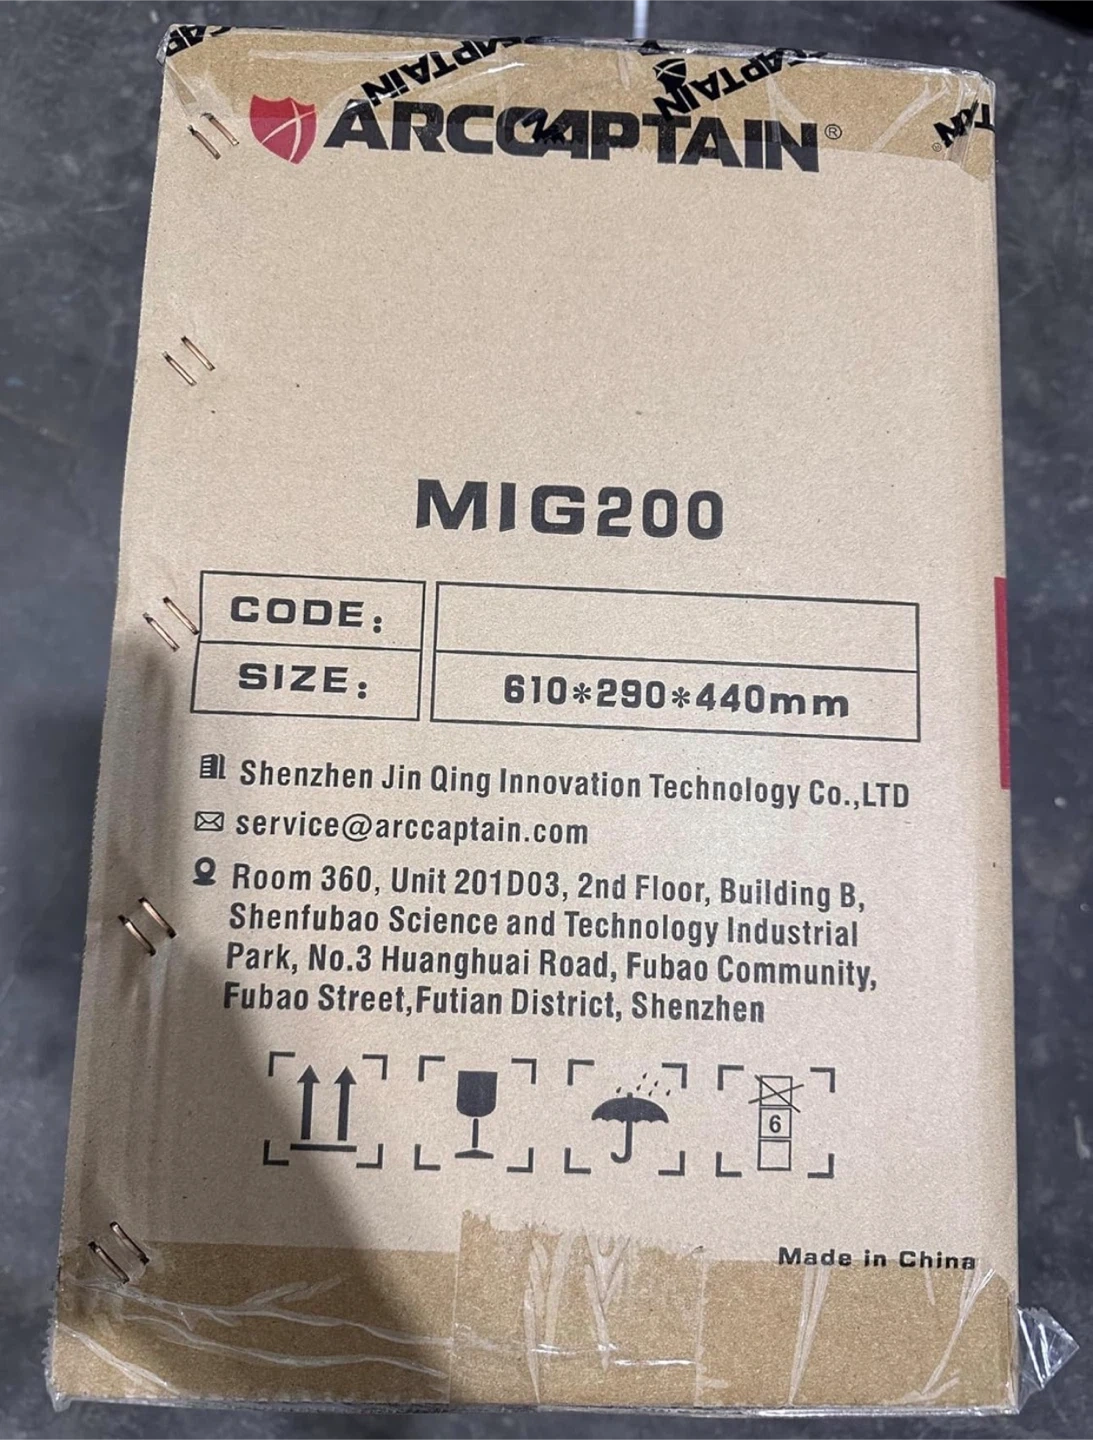 ARCCAPTAIN®
MIG200
CODE:
SIZE: 610*290*440mm
Shenzhen Jin Qing Innovation Technology Co.,LTD
service@arccaptain.com
Room 360, Unit 201D03, 2nd Floor, Building B,
Shenfubao Science and Technology Industrial
Park, No.3 Huanghuai Road, Fubao Community,
Fubao Street,Futian District, Shenzhen
6
Made in China